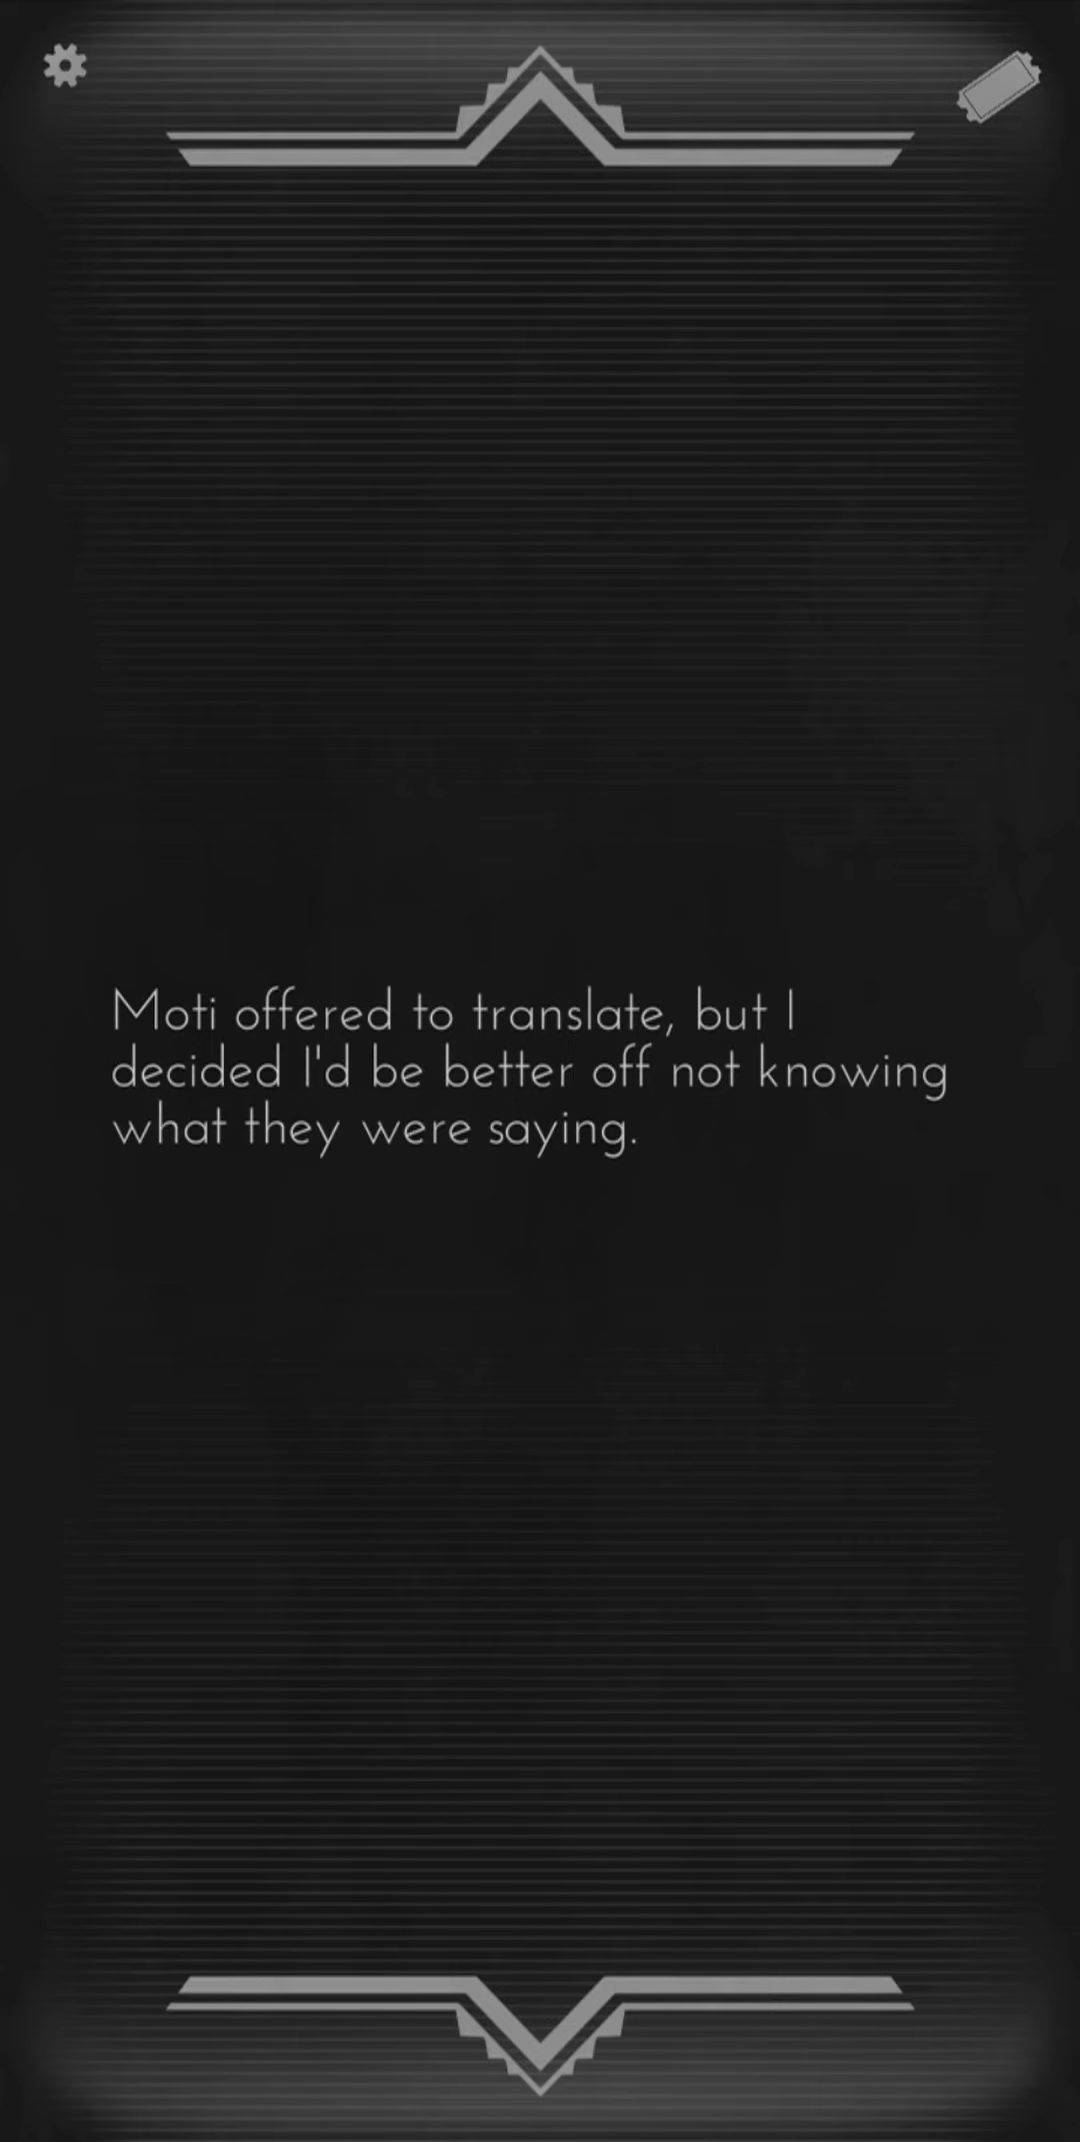 Moti offered to translate, but I
decided I'd be better off not knowing
what they were saying.